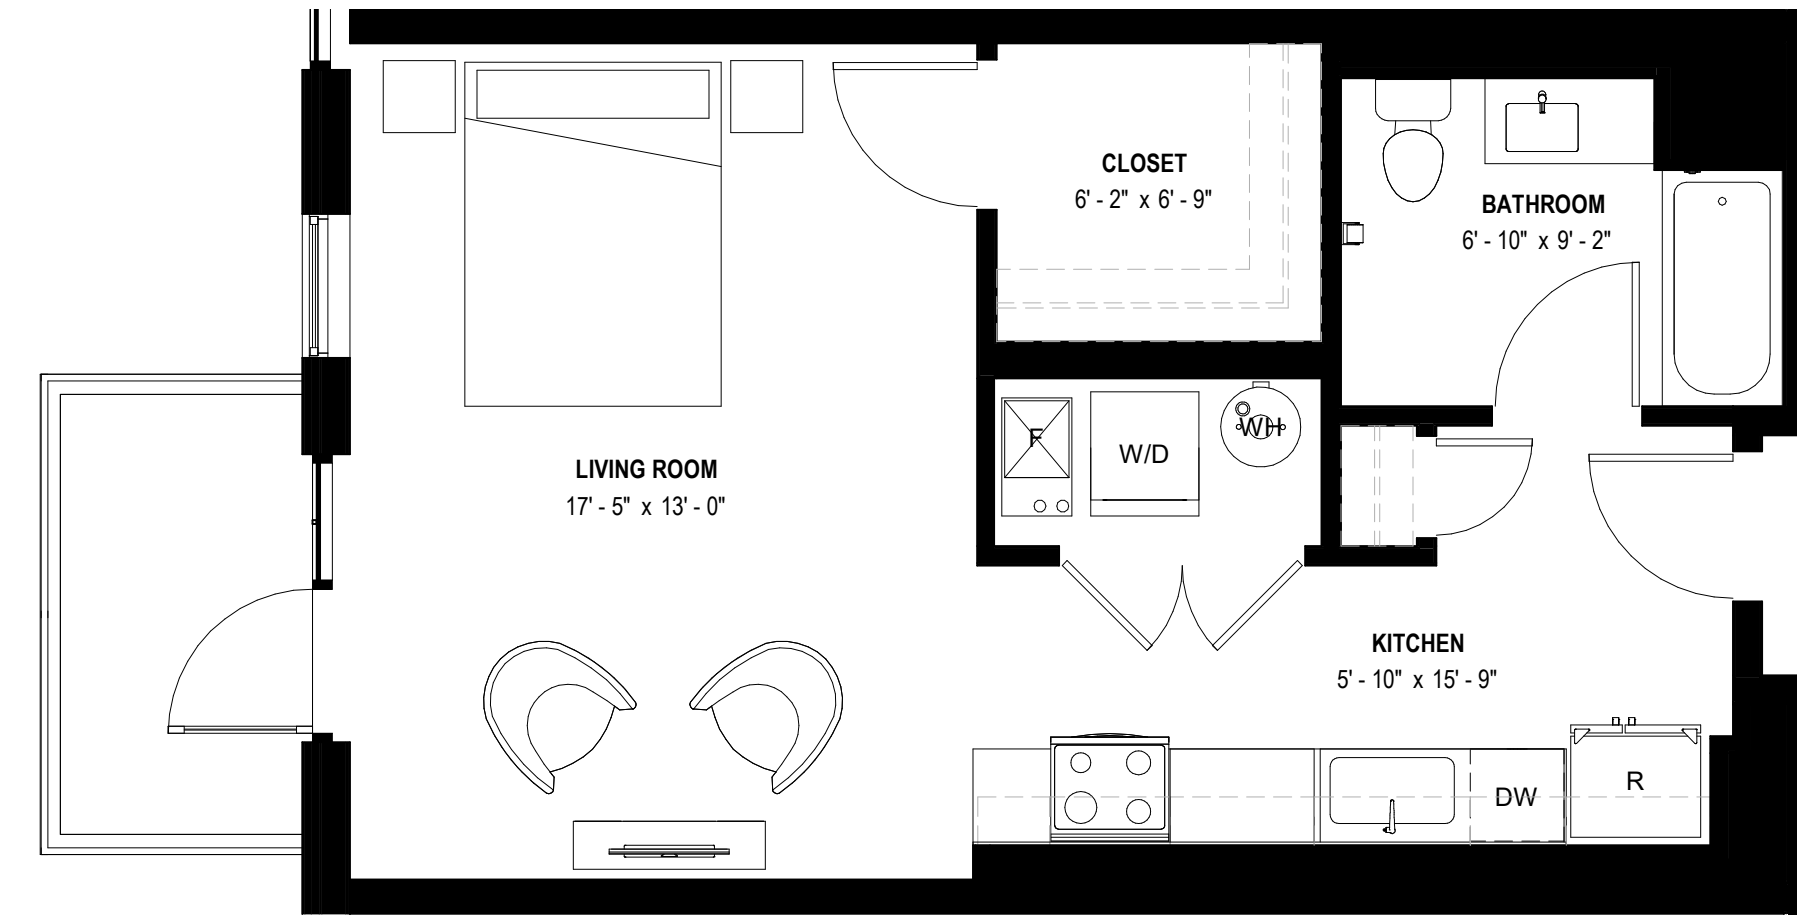 CLOSET
6' - 2" x 6' - 9"
BATHROOM
6' - 10" x 9' - 2"
F
W/D
WH
LIVING ROOM
17' - 5" x 13' - 0"
KITCHEN
5' - 10" x 15' - 9"
DW
R